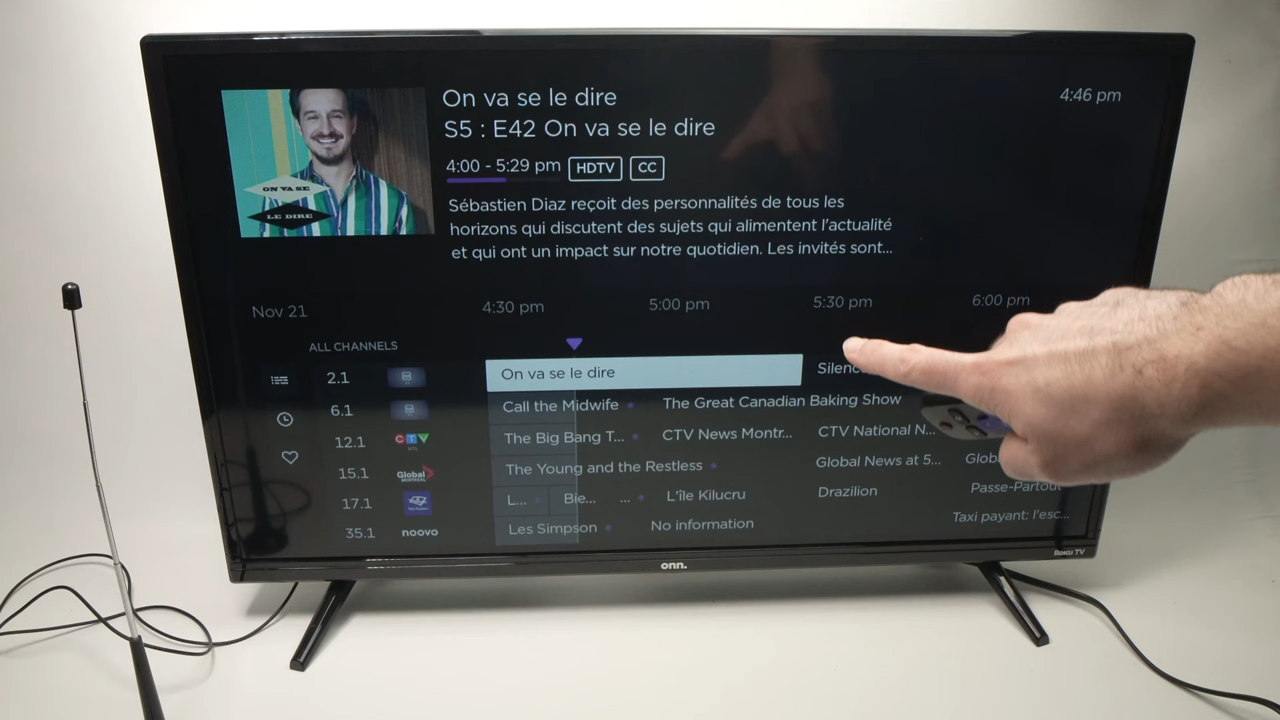 On va se le dire
S5 : E42 On va se le dire
4:46 pm
4:00 - 5:29 pm HDTV CC
ON VA SE
LE DIRE
Sébastien Diaz reçoit des personnalités de tous les
horizons qui discutent des sujets qui alimentent l'actualité
et qui ont un impact sur notre quotidien. Les invités sont...
Nov 21 4:30 pm 5:00 pm 5:30 pm 6:00 pm
ALL CHANNELS
2.1 On va se le dire
6.1 Call the Midwife The Great Canadian Baking Show
12.1 CTV The Big Bang T... CTV News Montr... CTV National N...
15.1 Global The Young and the Restless Global News at 5...
17.1 L... Bie... ... L'île Kilucru Drazilion Passe-Partout
35.1 noovo Les Simpson No information Taxi payant: l'esc...
onn.
Roku TV